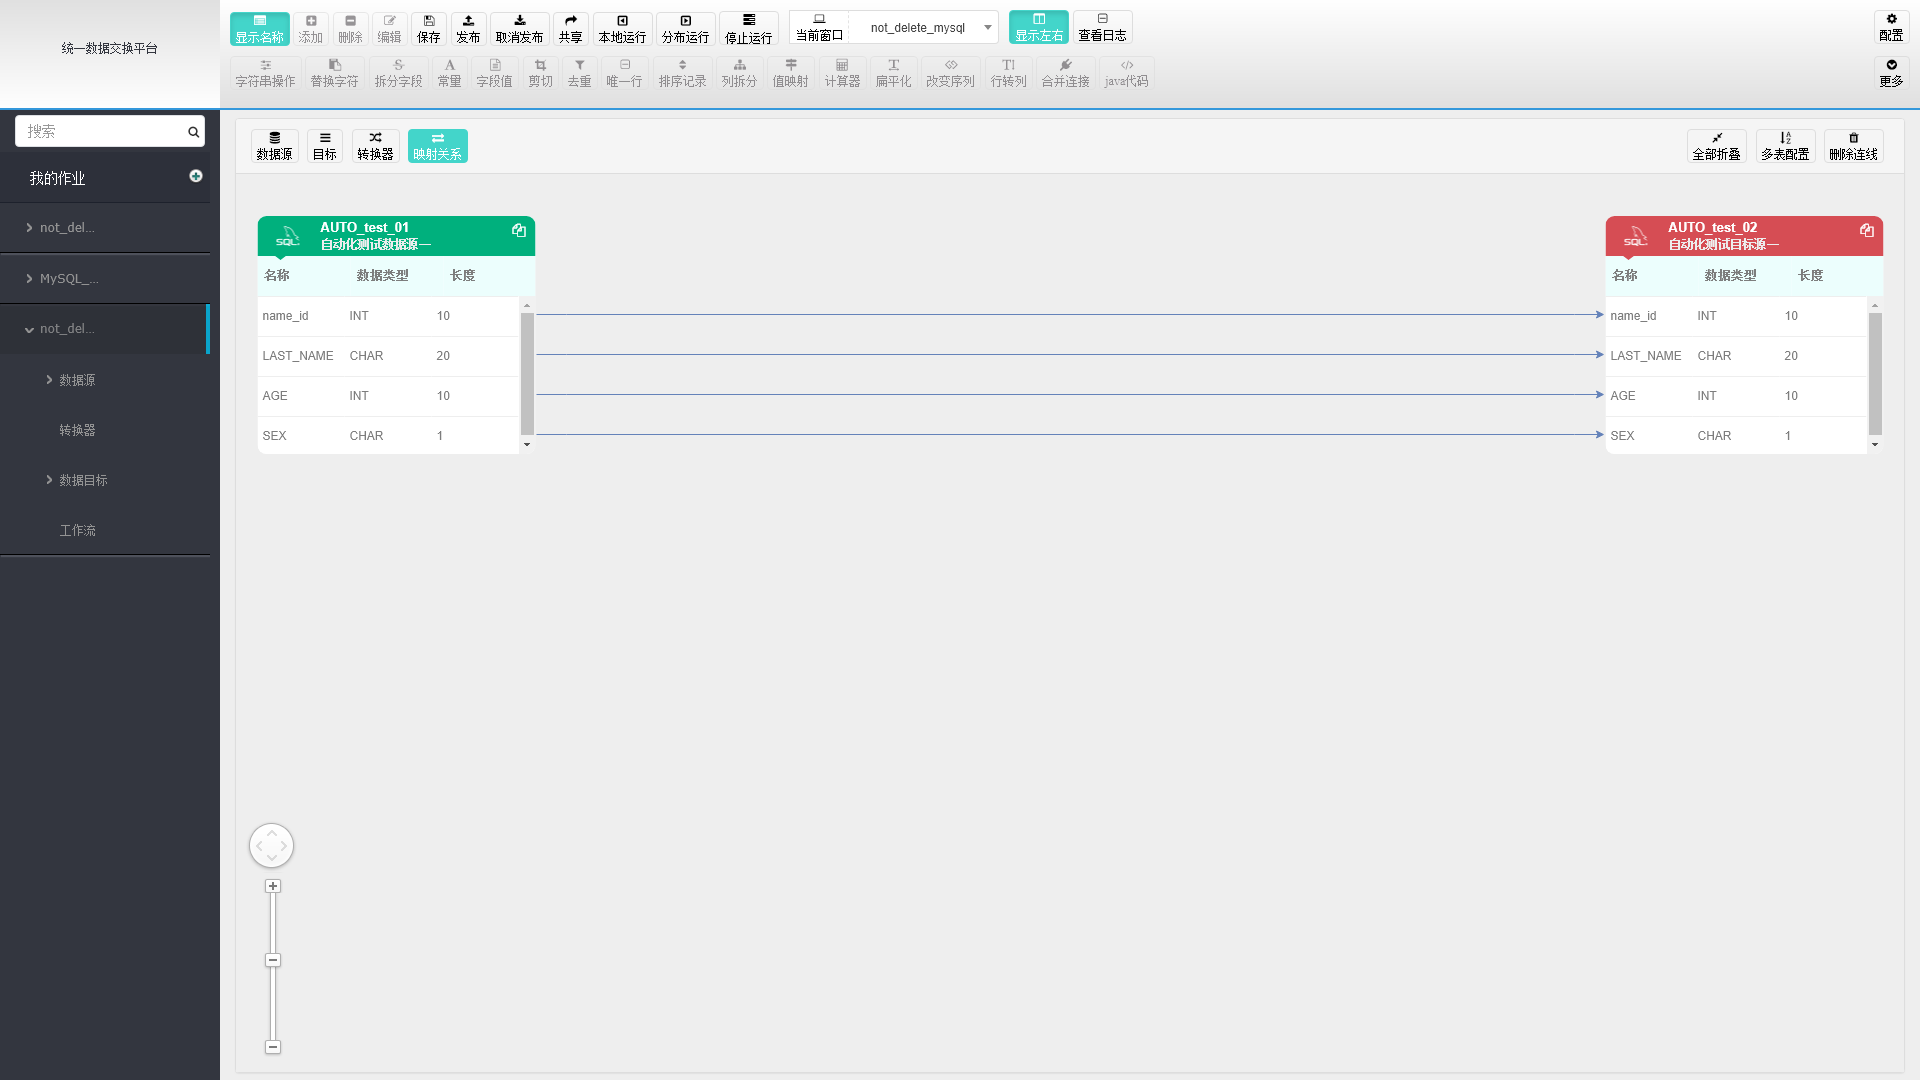 统一数据交换平台
显示名称 添加 删除 编辑 保存 发布 取消发布 共享 本地运行 分布运行 停止运行 当前窗口 not_delete_mysql 显示左右 查看日志 配置
字符串操作 替换字符 拆分字段 常量 字段值 剪切 去重 唯一行 排序记录 列拆分 值映射 计算器 扁平化 改变序列 行转列 合并连接 java代码 更多
搜索
我的作业
not_del...
MySQL_...
not_del...
数据源
转换器
数据目标
工作流
数据源 目标 转换器 映射关系 全部折叠 多表配置 删除连线
SQL AUTO_test_01
自动化测试数据源一
名称 数据类型 长度
name_id INT 10
LAST_NAME CHAR 20
AGE INT 10
SEX CHAR 1
SQL AUTO_test_02
自动化测试目标源一
名称 数据类型 长度
name_id INT 10
LAST_NAME CHAR 20
AGE INT 10
SEX CHAR 1